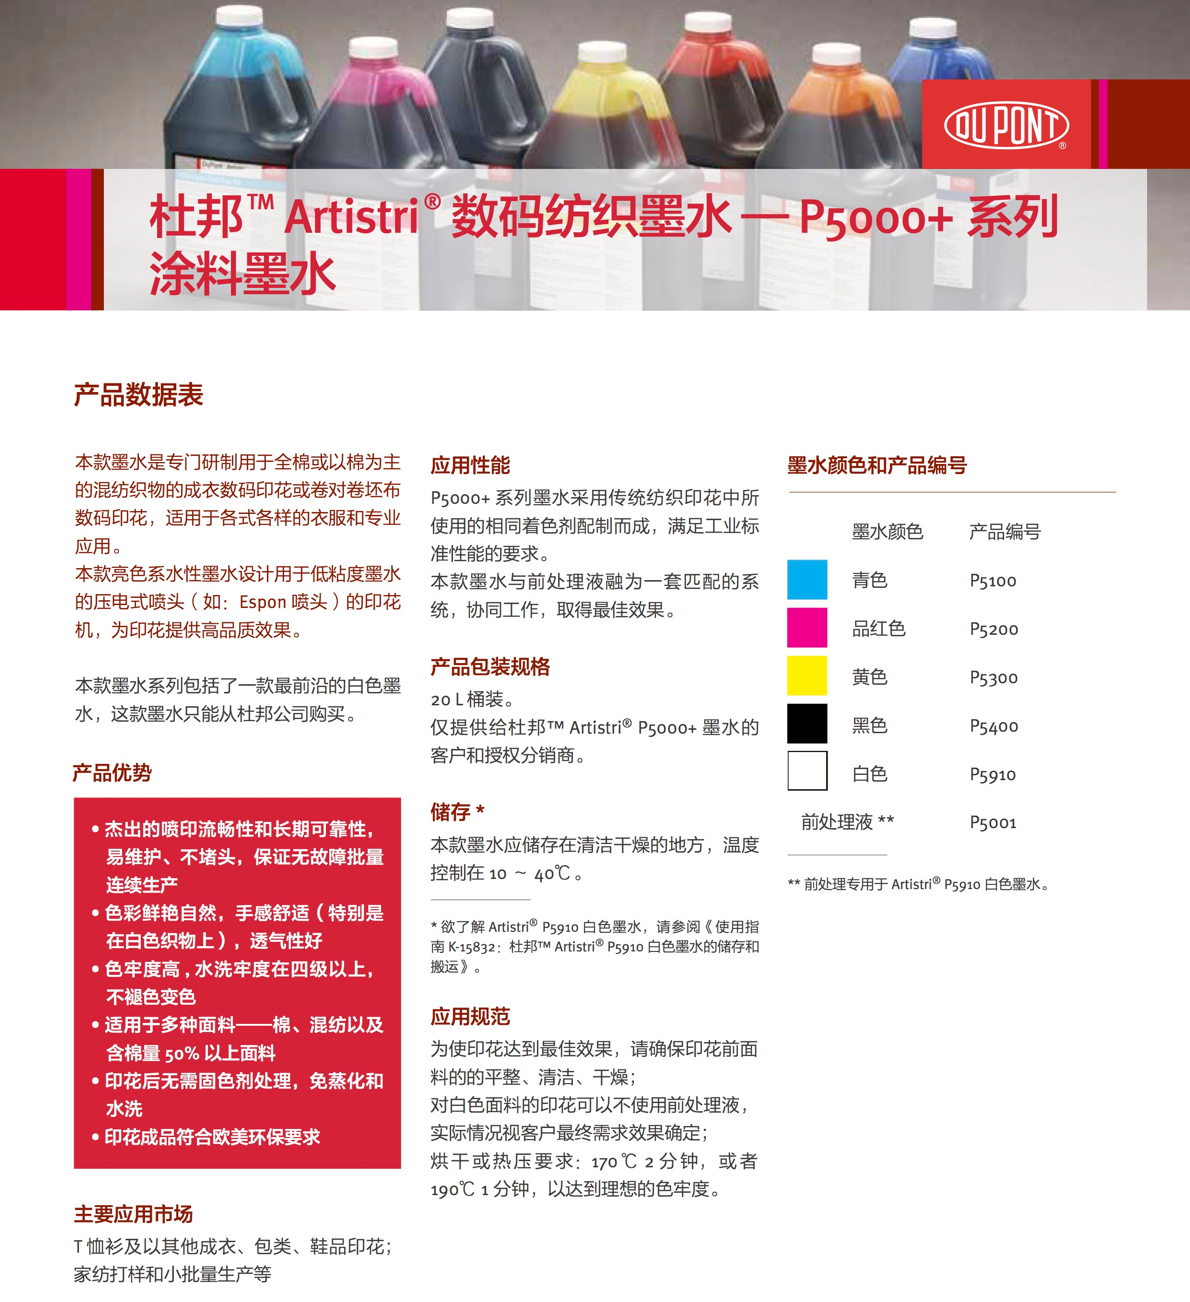 DU PONT®
杜邦™ Artistri® 数码纺织墨水 — P5000+ 系列
涂料墨水
产品数据表
本款墨水是专门研制用于全棉或以棉为主
的混纺织物的成衣数码印花或卷对卷坯布
数码印花，适用于各式各样的衣服和专业
应用。
本款亮色系水性墨水设计用于低粘度墨水
的压电式喷头（如：Espon 喷头）的印花
机，为印花提供高品质效果。
本款墨水系列包括了一款最前沿的白色墨
水，这款墨水只能从杜邦公司购买。
产品优势
• 杰出的喷印流畅性和长期可靠性，
易维护、不堵头，保证无故障批量
连续生产
• 色彩鲜艳自然，手感舒适（特别是
在白色织物上），透气性好
• 色牢度高，水洗牢度在四级以上，
不褪色变色
• 适用于多种面料——棉、混纺以及
含棉量 50% 以上面料
• 印花后无需固色剂处理，免蒸化和
水洗
• 印花成品符合欧美环保要求
主要应用市场
T 恤衫及以其他成衣、包类、鞋品印花；
家纺打样和小批量生产等
应用性能
P5000+ 系列墨水采用传统纺织印花中所
使用的相同着色剂配制而成，满足工业标
准性能的要求。
本款墨水与前处理液融为一套匹配的系
统，协同工作，取得最佳效果。
产品包装规格
20 L 桶装。
仅提供给杜邦™ Artistri® P5000+ 墨水的
客户和授权分销商。
储存 *
本款墨水应储存在清洁干燥的地方，温度
控制在 10 ～ 40℃。
* 欲了解 Artistri® P5910 白色墨水，请参阅《使用指
南 K-15832：杜邦™ Artistri® P5910 白色墨水的储存和
搬运》。
应用规范
为使印花达到最佳效果，请确保印花前面
料的的平整、清洁、干燥；
对白色面料的印花可以不使用前处理液，
实际情况视客户最终需求效果确定；
烘干或热压要求：170℃ 2 分钟，或者
190℃ 1 分钟，以达到理想的色牢度。
墨水颜色和产品编号
墨水颜色 产品编号
青色 P5100
品红色 P5200
黄色 P5300
黑色 P5400
白色 P5910
前处理液 ** P5001
** 前处理专用于 Artistri® P5910 白色墨水。